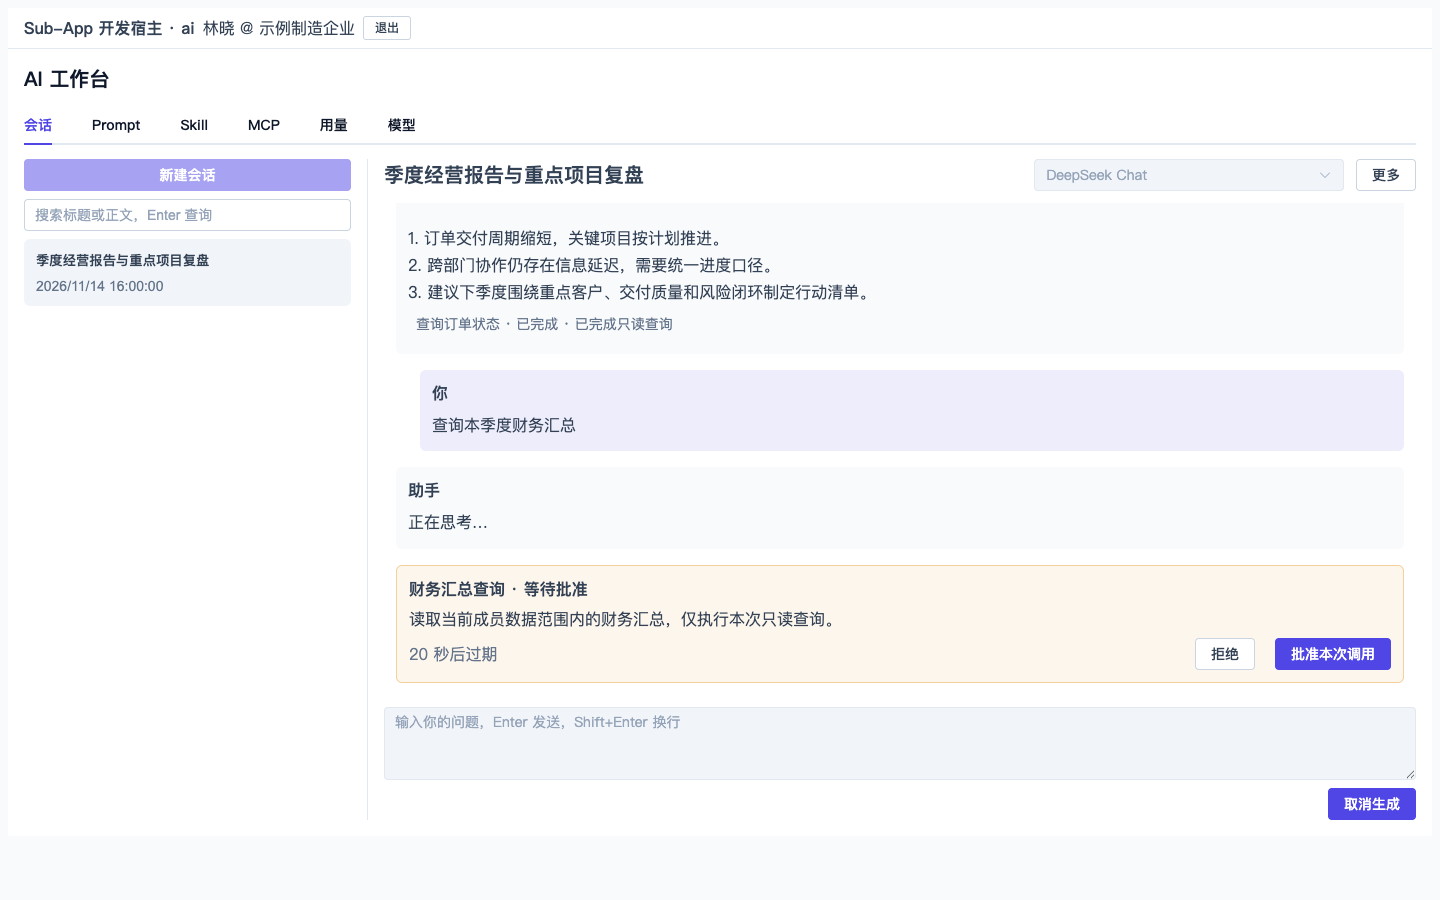 Sub-App 开发宿主 · ai 林晓 @ 示例制造企业 退出
AI 工作台
会话 Prompt Skill MCP 用量 模型
新建会话
搜索标题或正文，Enter 查询
季度经营报告与重点项目复盘
2026/11/14 16:00:00
季度经营报告与重点项目复盘 DeepSeek Chat 更多
1. 订单交付周期缩短，关键项目按计划推进。
2. 跨部门协作仍存在信息延迟，需要统一进度口径。
3. 建议下季度围绕重点客户、交付质量和风险闭环制定行动清单。
查询订单状态 · 已完成 · 已完成只读查询
你
查询本季度财务汇总
助手
正在思考…
财务汇总查询 · 等待批准
读取当前成员数据范围内的财务汇总，仅执行本次只读查询。
20 秒后过期 拒绝 批准本次调用
输入你的问题，Enter 发送，Shift+Enter 换行
取消生成